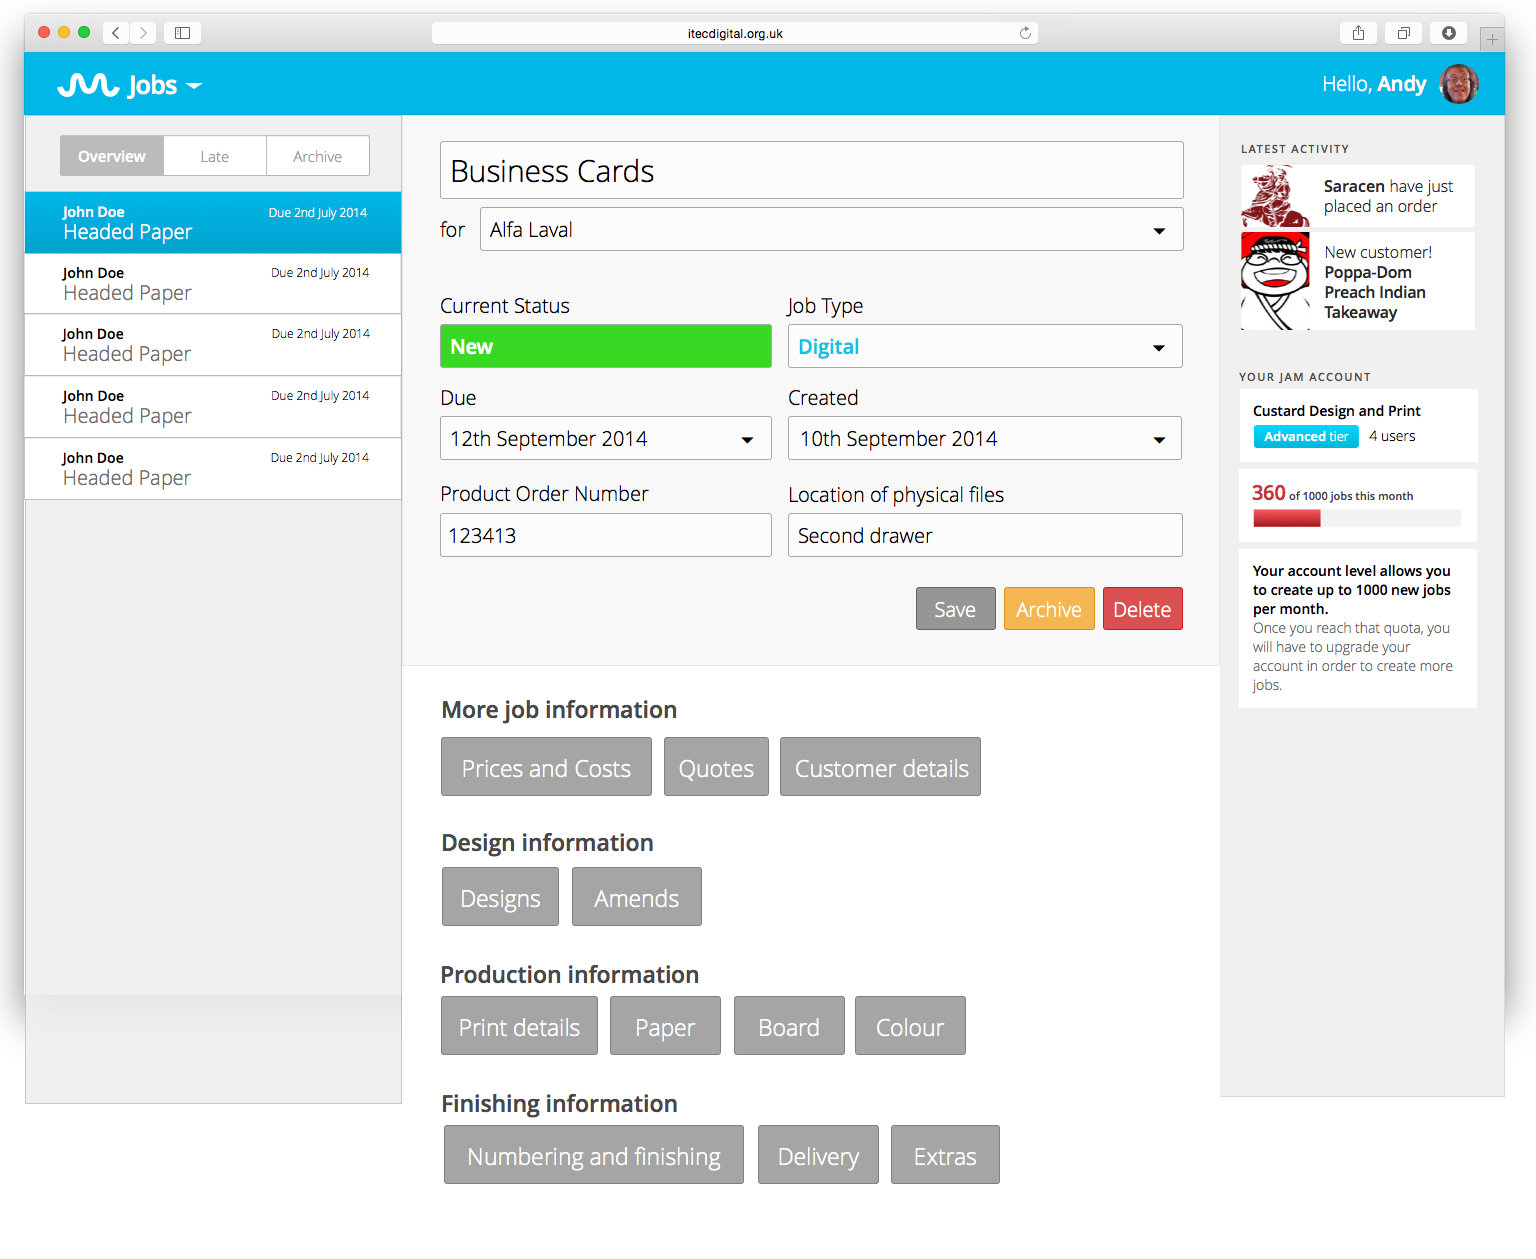 itecdigital.org.uk
Jobs
Hello, Andy
Overview
Late
Archive
John Doe
Due 2nd July 2014
Headed Paper
John Doe
Due 2nd July 2014
Headed Paper
John Doe
Due 2nd July 2014
Headed Paper
John Doe
Due 2nd July 2014
Headed Paper
John Doe
Due 2nd July 2014
Headed Paper
Business Cards
for
Alfa Laval
Current Status
Job Type
New
Digital
Due
Created
12th September 2014
10th September 2014
Product Order Number
Location of physical files
123413
Second drawer
Save
Archive
Delete
More job information
Prices and Costs
Quotes
Customer details
Design information
Designs
Amends
Production information
Print details
Paper
Board
Colour
Finishing information
Numbering and finishing
Delivery
Extras
LATEST ACTIVITY
Saracen have just
placed an order
New customer!
Poppa-Dom
Preach Indian
Takeaway
YOUR JAM ACCOUNT
Custard Design and Print
Advanced tier
4 users
360 of 1000 jobs this month
Your account level allows you
to create up to 1000 new jobs
per month.
Once you reach that quota, you
will have to upgrade your
account in order to create more
jobs.